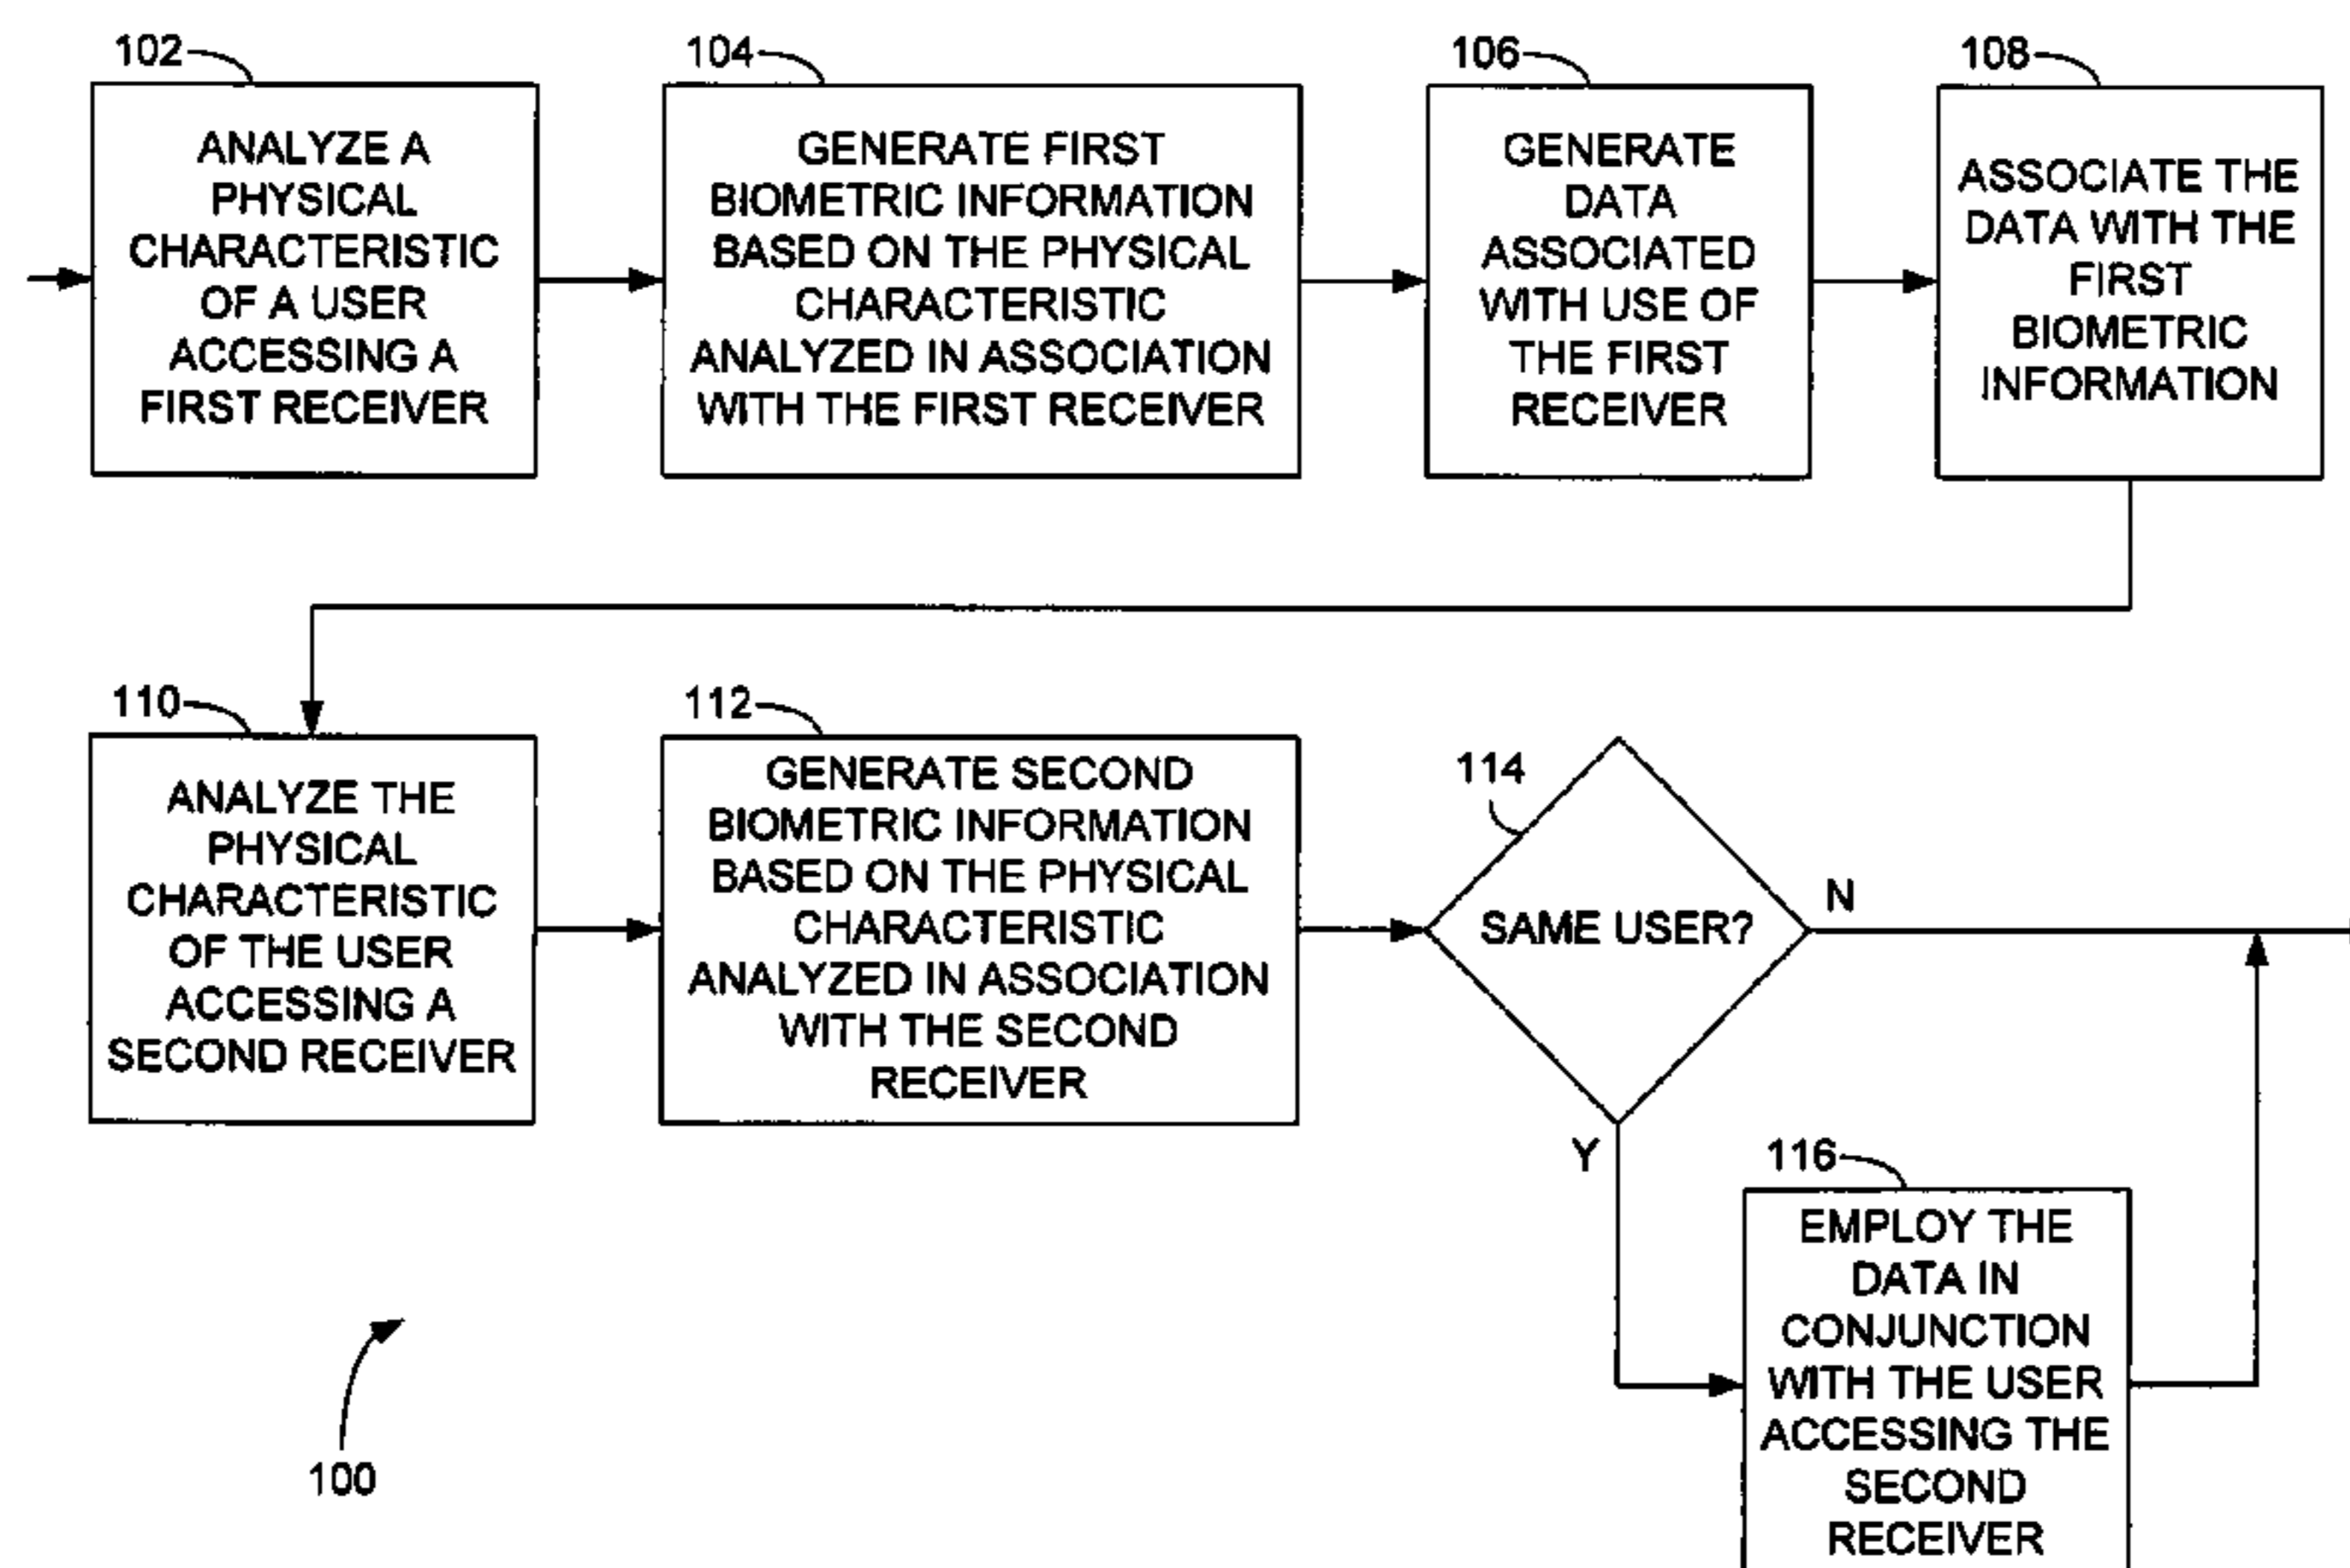 102
ANALYZE A
PHYSICAL
CHARACTERISTIC
OF A USER
ACCESSING A
FIRST RECEIVER
104
GENERATE FIRST
BIOMETRIC INFORMATION
BASED ON THE PHYSICAL
CHARACTERISTIC
ANALYZED IN ASSOCIATION
WITH THE FIRST RECEIVER
106
GENERATE
DATA
ASSOCIATED
WITH USE OF
THE FIRST
RECEIVER
108
ASSOCIATE THE
DATA WITH THE
FIRST
BIOMETRIC
INFORMATION
110
ANALYZE THE
PHYSICAL
CHARACTERISTIC
OF THE USER
ACCESSING A
SECOND RECEIVER
112
GENERATE SECOND
BIOMETRIC INFORMATION
BASED ON THE PHYSICAL
CHARACTERISTIC
ANALYZED IN ASSOCIATION
WITH THE SECOND
RECEIVER
114
SAME USER?
N
Y
116
EMPLOY THE
DATA IN
CONJUNCTION
WITH THE USER
ACCESSING THE
SECOND
RECEIVER
100